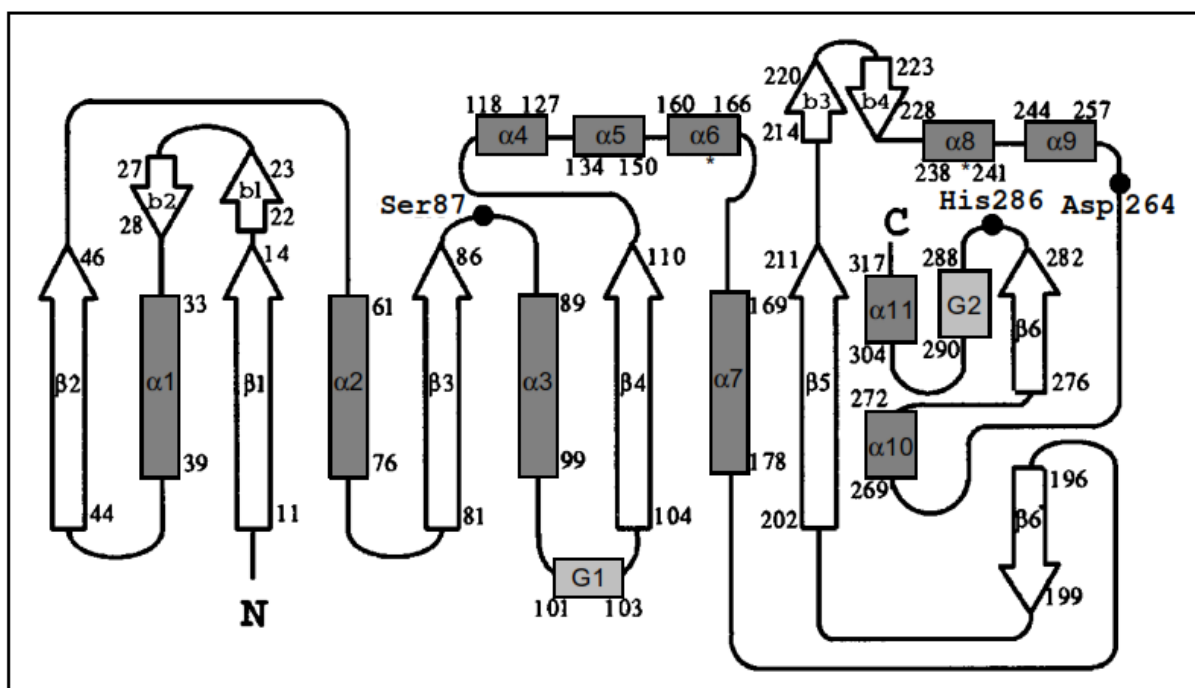 220 223
118 127 160 166 b3 b4 228 244 257
α4 α5 α6 214 α8 α9
27 23 134 150 * 238 * 241
b2 b1 Ser87 His286 Asp 264
28 22 C
46 14 86 110 211 317 288 282
33 61 89 169 α11 G2 β6
β2 α1 β1 α2 β3 α3 β4 α7 β5 304 290 276
272
39 76 99 178 α10
269 196
44 11 81 104 202 β6'
G1 199
N 101 103